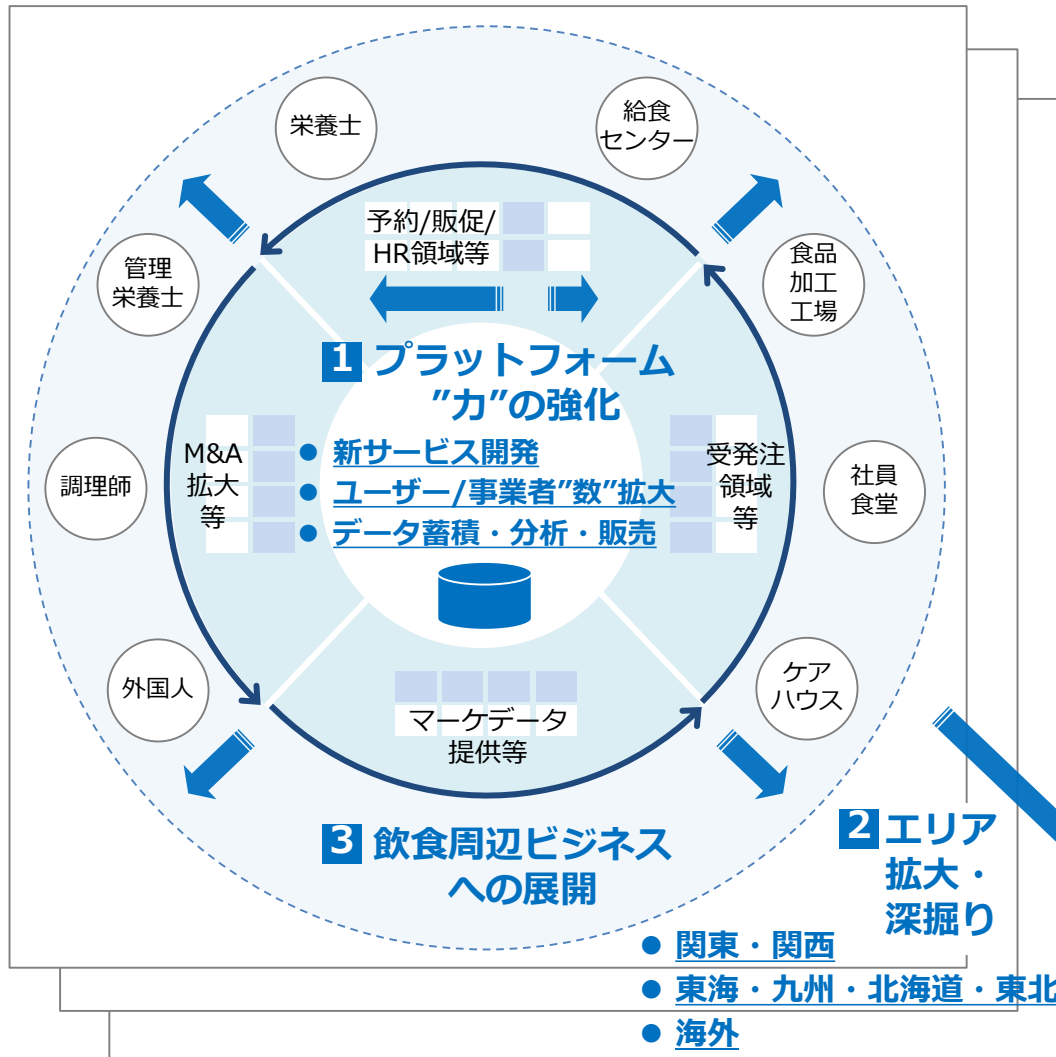 栄養士
給食
センター
予約/販促/
HR領域等
管理
栄養士
食品
加工
工場
1 プラットフォーム
”力”の強化
● 新サービス開発
● ユーザー/事業者”数”拡大
● データ蓄積・分析・販売
M&A
拡大
等
受発注
領域
等
調理師
社員
食堂
外国人
ケア
ハウス
マーケデータ
提供等
3 飲食周辺ビジネス
への展開
2 エリア
拡大・
深掘り
● 関東・関西
● 東海・九州・北海道・東北
● 海外